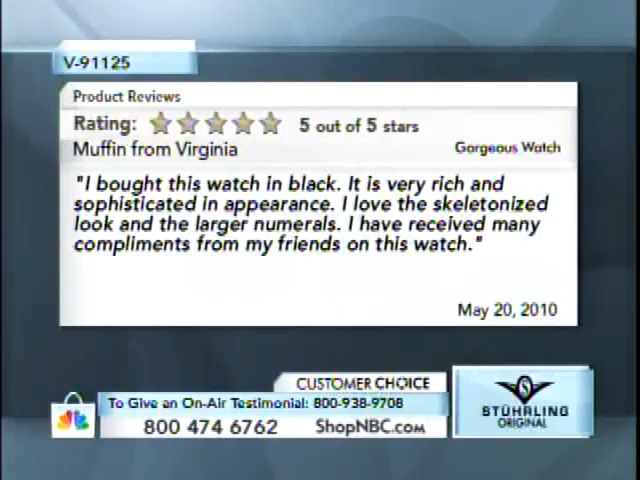 V-91125
Product Reviews
Rating: 5 out of 5 stars
Muffin from Virginia Gorgeous Watch
"I bought this watch in black. It is very rich and
sophisticated in appearance. I love the skeletonized
look and the larger numerals. I have received many
compliments from my friends on this watch."
May 20, 2010
CUSTOMER CHOICE
To Give an On-Air Testimonial: 800-938-9708
800 474 6762 ShopNBC.com
STÜHRLING
ORIGINAL